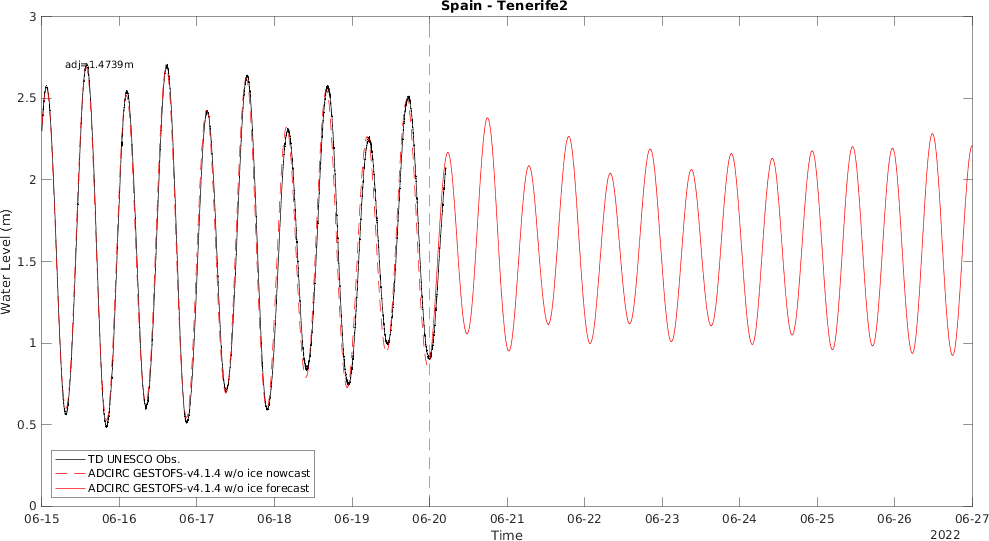 Spain - Tenerife2
adj=1.4739m
3
2.5
2
1.5
1
0.5
0
Water Level (m)
TD UNESCO Obs.
ADCIRC GESTOFS-v4.1.4 w/o ice nowcast
ADCIRC GESTOFS-v4.1.4 w/o ice forecast
06-15 06-16 06-17 06-18 06-19 06-20 06-21 06-22 06-23 06-24 06-25 06-26 06-27
Time
2022